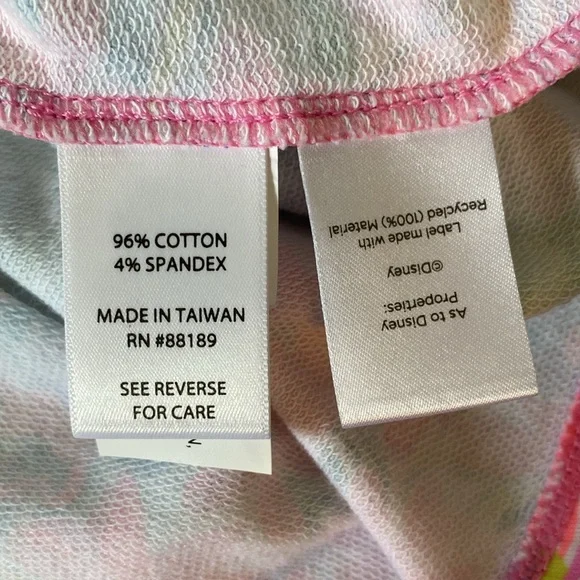 96% COTTON
4% SPANDEX
MADE IN TAIWAN
RN #88189
SEE REVERSE
FOR CARE
As to Disney
Properties:
©Disney
Label made with
Recycled (100%) Material